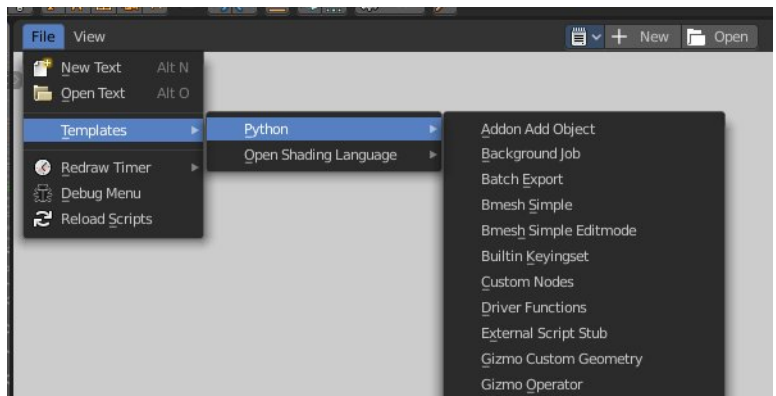 File View
New Open
New Text Alt N
Open Text Alt O
Templates
Redraw Timer
Debug Menu
Reload Scripts
Python
Open Shading Language
Addon Add Object
Background Job
Batch Export
Bmesh Simple
Bmesh Simple Editmode
Builtin Keyingset
Custom Nodes
Driver Functions
External Script Stub
Gizmo Custom Geometry
Gizmo Operator